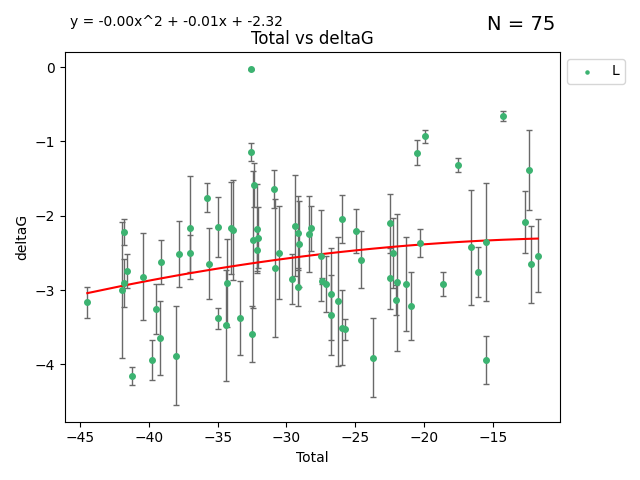 y = -0.00x^2 + -0.01x + -2.32
N = 75
Total vs deltaG
L
deltaG
0
−1
−2
−3
−4
−45
−40
−35
−30
−25
−20
−15
Total